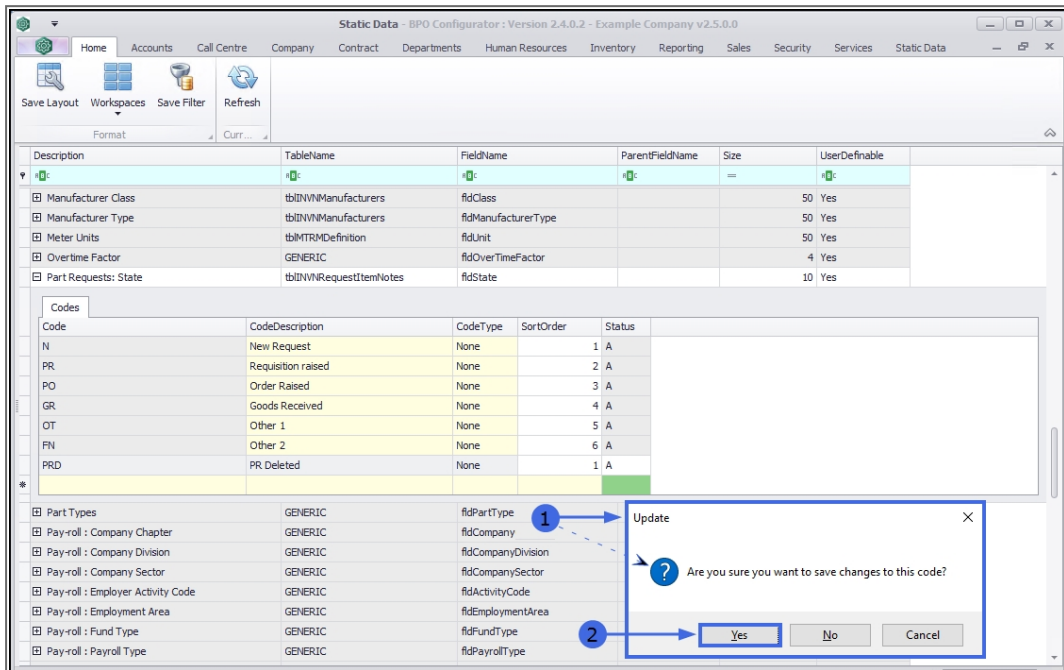 Static Data - BPO Configurator : Version 2.4.0.2 - Example Company v2.5.0.0
Home Accounts Call Centre Company Contract Departments Human Resources Inventory Reporting Sales Security Services Static Data
Save Layout Workspaces Save Filter Refresh
Format Curr...
Description TableName FieldName ParentFieldName Size UserDefinable
ABC ABC ABC ABC = ABC
Manufacturer Class tblINVNManufacturers fldClass 50 Yes
Manufacturer Type tblINVNManufacturers fldManufacturerType 50 Yes
Meter Units tblMTRMDefinition fldUnit 50 Yes
Overtime Factor GENERIC fldOverTimeFactor 4 Yes
Part Requests: State tblINVNRequestItemNotes fldState 10 Yes
Codes
Code CodeDescription CodeType SortOrder Status
N New Request None 1 A
PR Requisition raised None 2 A
PO Order Raised None 3 A
GR Goods Received None 4 A
OT Other 1 None 5 A
FN Other 2 None 6 A
PRD PR Deleted None 1 A
Part Types GENERIC fldPartType
Pay-roll : Company Chapter GENERIC fldCompany
Pay-roll : Company Division GENERIC fldCompanyDivision
Pay-roll : Company Sector GENERIC fldCompanySector
Pay-roll : Employer Activity Code GENERIC fldActivityCode
Pay-roll : Employment Area GENERIC fldEmploymentArea
Pay-roll : Fund Type GENERIC fldFundType
Pay-roll : Payroll Type GENERIC fldPayrollType
1
Update
Are you sure you want to save changes to this code?
2
Yes No Cancel